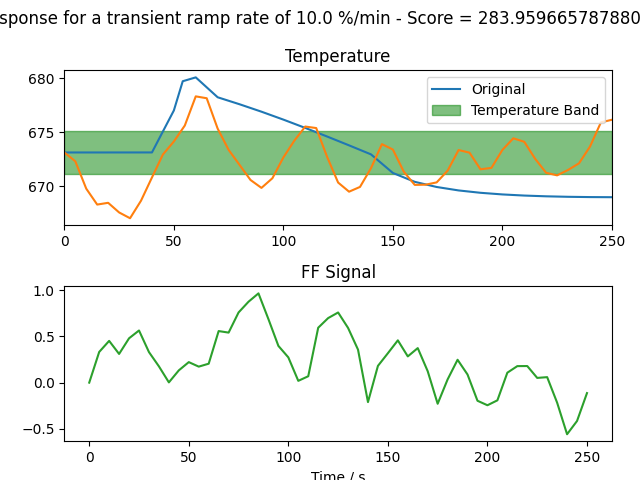 sponse for a transient ramp rate of 10.0 %/min - Score = 283.959665787880
Temperature
680
675
670
Original
Temperature Band
0 50 100 150 200 250
FF Signal
1.0
0.5
0.0
−0.5
0 50 100 150 200 250
Time / s